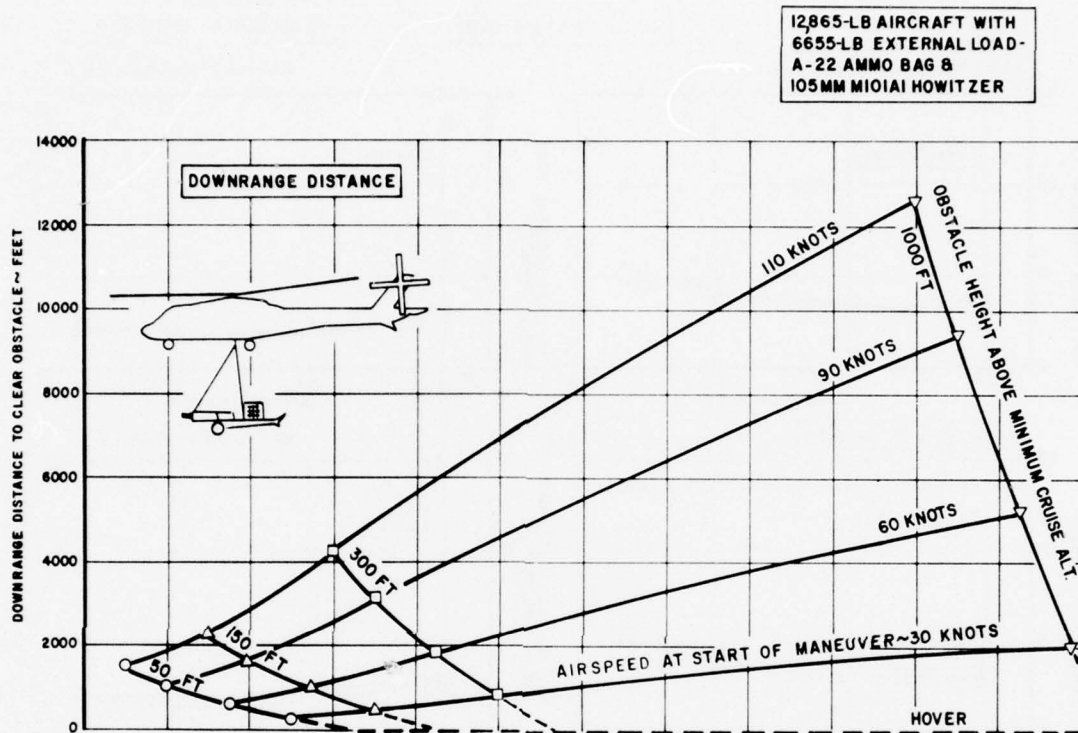 12,865-LB AIRCRAFT WITH
6655-LB EXTERNAL LOAD-
A-22 AMMO BAG &
105MM M101A1 HOWITZER
DOWNRANGE DISTANCE
DOWNRANGE DISTANCE TO CLEAR OBSTACLE~ FEET
14000
12000
10000
8000
6000
4000
2000
0
110 KNOTS
90 KNOTS
60 KNOTS
AIRSPEED AT START OF MANEUVER~30 KNOTS
HOVER
50 FT
150 FT
300 FT
1000 FT
OBSTACLE HEIGHT ABOVE MINIMUM CRUISE ALT.